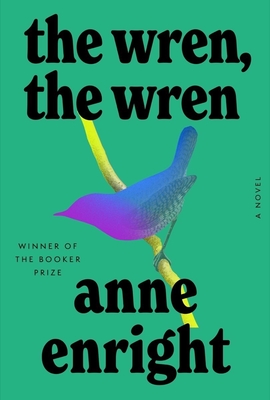 the wren,
the wren
WINNER OF
THE BOOKER
PRIZE
A NOVEL
anne
enright